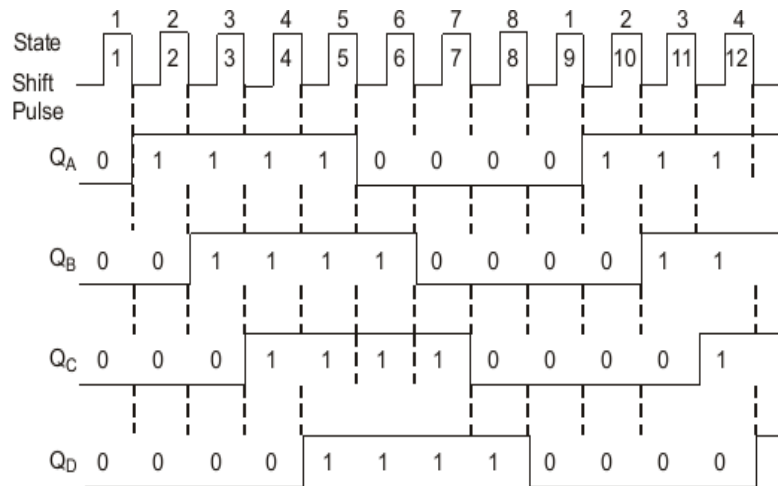 1 2 3 4 5 6 7 8 1 2 3 4
State
1 2 3 4 5 6 7 8 9 10 11 12
Shift
Pulse
QA 0 1 1 1 1 0 0 0 0 1 1 1
QB 0 0 1 1 1 1 0 0 0 0 1 1
QC 0 0 0 1 1 1 1 0 0 0 0 1
QD 0 0 0 0 1 1 1 1 0 0 0 0